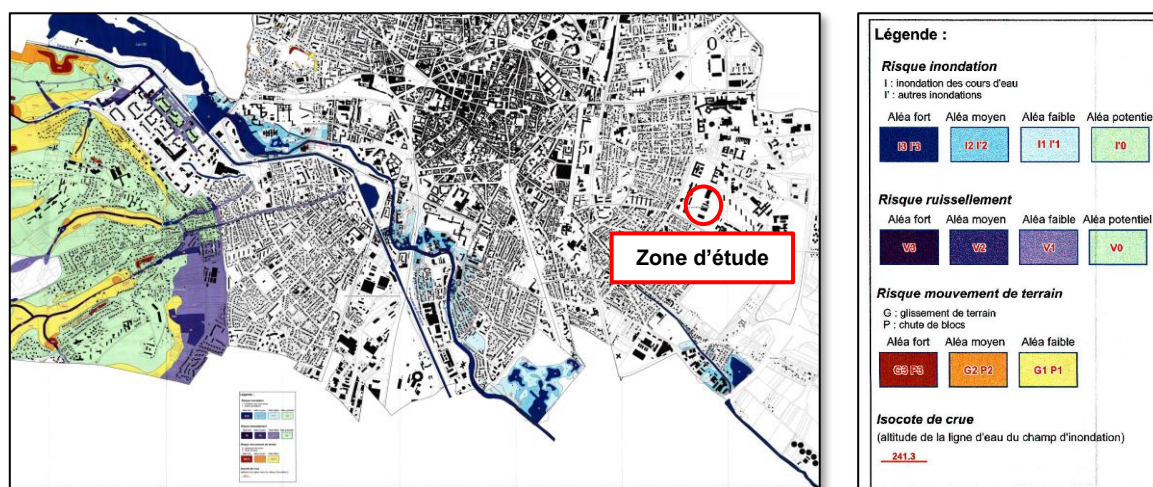 Zone d'étude
Légende :
Risque inondation
I : inondation des cours d'eau
I' : autres inondations
Aléa fort Aléa moyen Aléa faible Aléa potentie
I3 I'3 I2 I'2 I1 I'1 I'0
Risque ruissellement
Aléa fort Aléa moyen Aléa faible Aléa potentiel
V3 V2 V1 V0
Risque mouvement de terrain
G : glissement de terrain
P : chute de blocs
Aléa fort Aléa moyen Aléa faible
G3 P3 G2 P2 G1 P1
Isocote de crue
(altitude de la ligne d'eau du champ d'inondation)
241.3